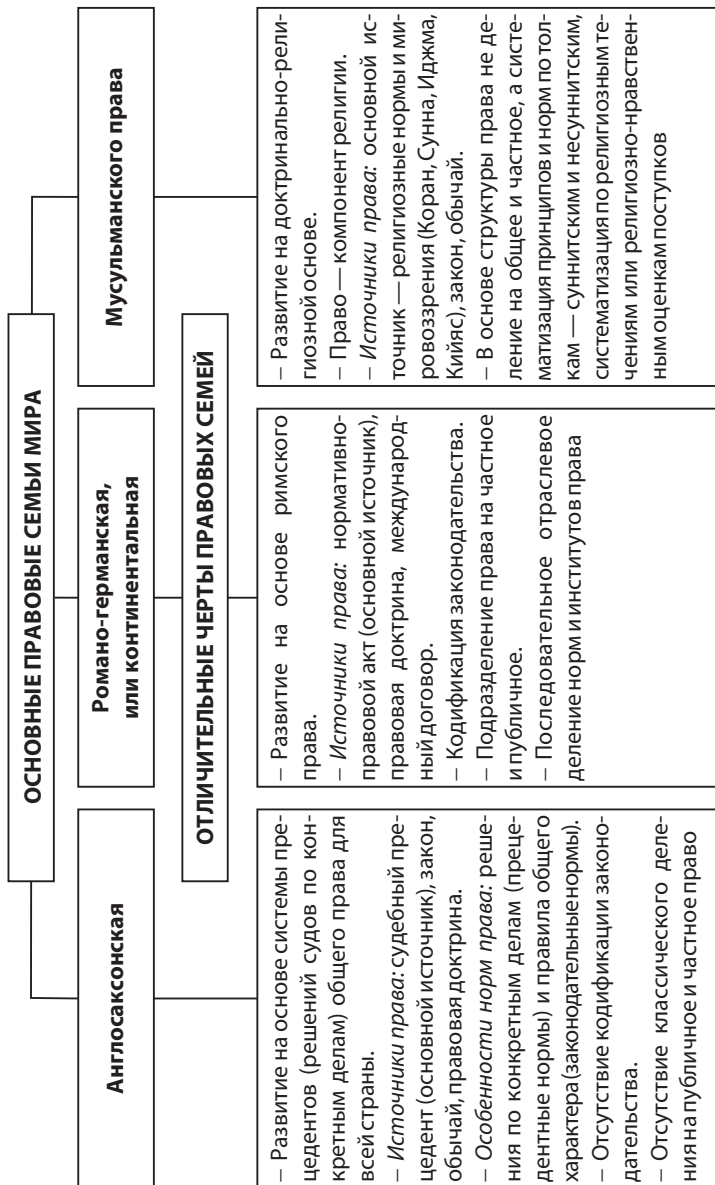 ОСНОВНЫЕ ПРАВОВЫЕ СЕМЬИ МИРА
Англосаксонская
Романо-германская,
или континентальная
Мусульманского права
ОТЛИЧИТЕЛЬНЫЕ ЧЕРТЫ ПРАВОВЫХ СЕМЕЙ
– Развитие на основе системы пре-
цедентов (решений судов по кон-
кретным делам) общего права для
всей страны.
– Источники права: судебный пре-
цедент (основной источник), закон,
обычай, правовая доктрина.
– Особенности норм права: реше-
ния по конкретным делам (преце-
дентные нормы) и правила общего
характера (законодательные нормы).
– Отсутствие кодификации законо-
дательства.
– Отсутствие классического деле-
ния на публичное и частное право
– Развитие на основе римского
права.
– Источники права: нормативно-
правовой акт (основной источник),
правовая доктрина, международ-
ный договор.
– Кодификация законодательства.
– Подразделение права на частное
и публичное.
– Последовательное отраслевое
деление норм и институтов права
– Развитие на доктринально-рели-
гиозной основе.
– Право — компонент религии.
– Источники права: основной ис-
точник — религиозные нормы и ми-
ровоззрения (Коран, Сунна, Иджма,
Кийяс), закон, обычай.
– В основе структуры права не де-
ление на общее и частное, а систе-
матизация принципов и норм по тол-
кам — суннитским и несуннитским,
систематизация по религиозным те-
чениям или религиозно-нравствен-
ным оценкам поступков